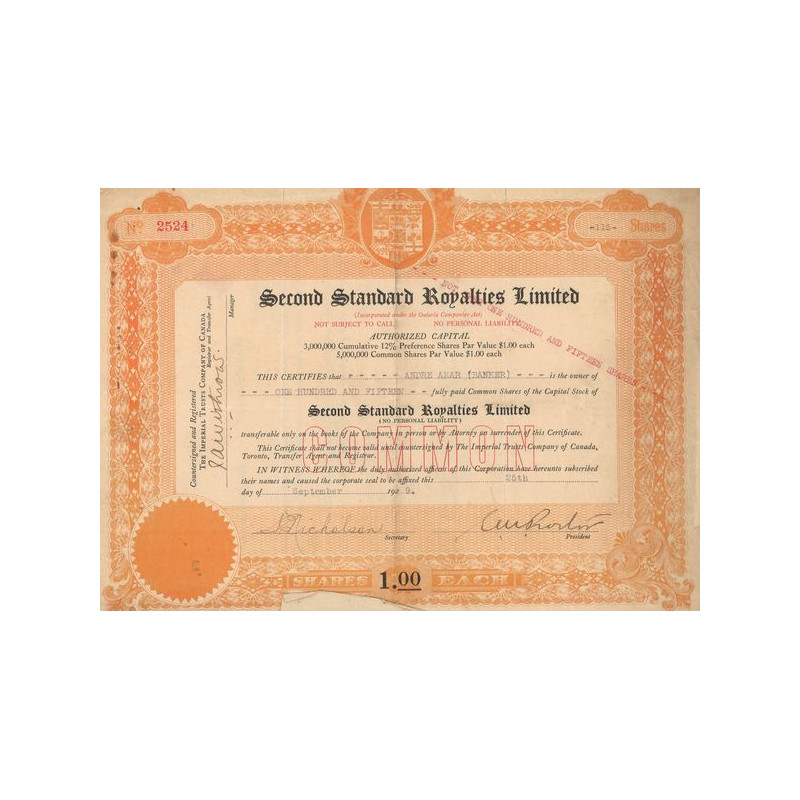 Nº 2524
-115- Shares
Second Standard Royalties Limited
(Incorporated under the Ontario Companies Act)
NOT SUBJECT TO CALL NO PERSONAL LIABILITY
AUTHORIZED CAPITAL
3,000,000 Cumulative 12% Preference Shares Par Value $1.00 each
5,000,000 Common Shares Par Value $1.00 each
THIS CERTIFIES that - - - - - - ANDRE AMAR (BANKER) - - - is the owner of
- - - ONE HUNDRED AND FIFTEEN - - fully paid Common Shares of the Capital Stock of
Second Standard Royalties Limited
(NO PERSONAL LIABILITY)
transferable only on the books of the Company in person or by Attorney on surrender of this Certificate.
This Certificate shall not become valid until countersigned by The Imperial Trusts Company of Canada,
Toronto, Transfer Agent and Registrar.
IN WITNESS WHEREOF the duly authorized officers of this Corporation have hereunto subscribed
their names and caused the corporate seal to be affixed this 25th
day of September 1929.
COMMON
AND FIFTEEN SHARES
Countersigned and Registered
THE IMPERIAL TRUSTS COMPANY OF CANADA
Registrar and Transfer Agent
Manager
Nicholson
Secretary
President
SHARES 1.00 EACH